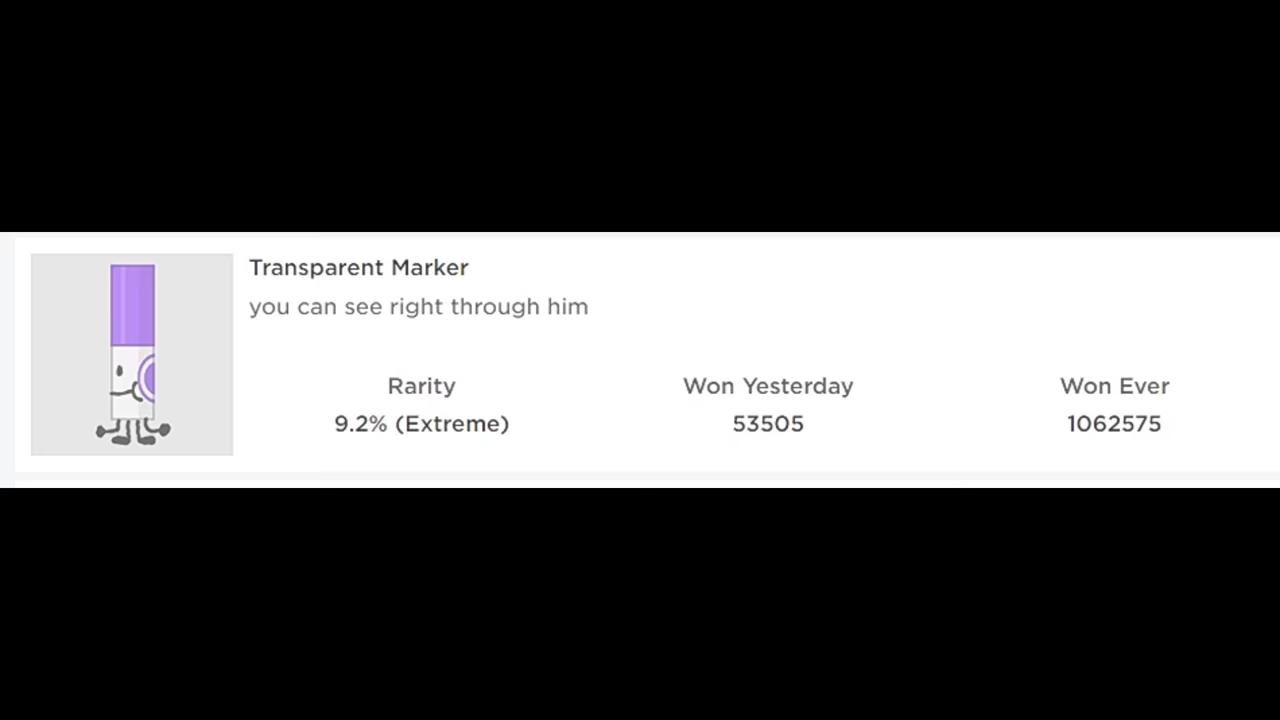 Transparent Marker
you can see right through him
Rarity Won Yesterday Won Ever
9.2% (Extreme) 53505 1062575